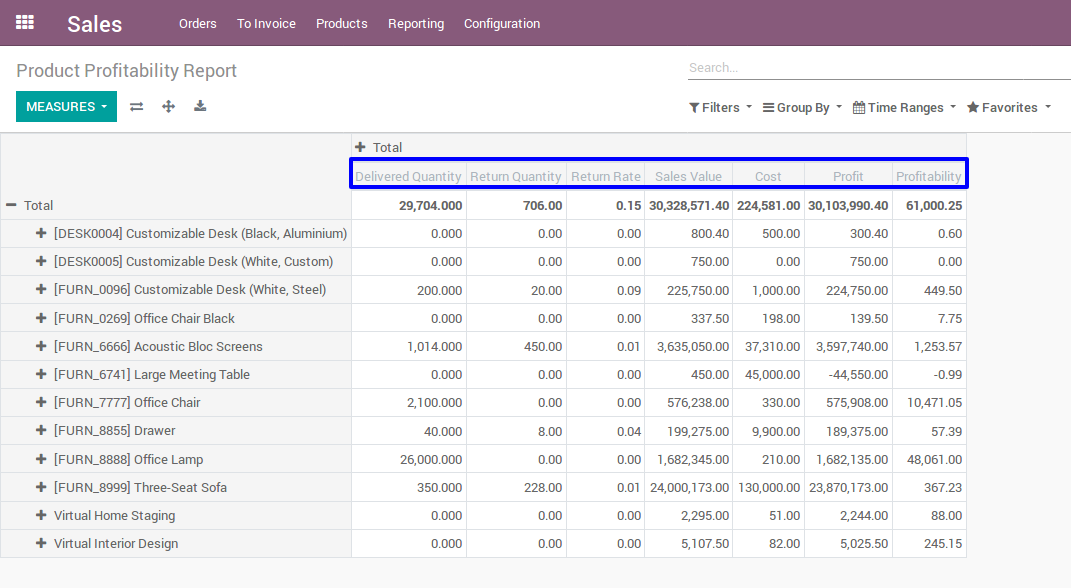 Sales Orders To Invoice Products Reporting Configuration
Product Profitability Report
Search...
MEASURES
Filters Group By Time Ranges Favorites
Total
Delivered Quantity Return Quantity Return Rate Sales Value Cost Profit Profitability
Total 29,704.000 706.00 0.15 30,328,571.40 224,581.00 30,103,990.40 61,000.25
[DESK0004] Customizable Desk (Black, Aluminium) 0.000 0.00 0.00 800.40 500.00 300.40 0.60
[DESK0005] Customizable Desk (White, Custom) 0.000 0.00 0.00 750.00 0.00 750.00 0.00
[FURN_0096] Customizable Desk (White, Steel) 200.000 20.00 0.09 225,750.00 1,000.00 224,750.00 449.50
[FURN_0269] Office Chair Black 0.000 0.00 0.00 337.50 198.00 139.50 7.75
[FURN_6666] Acoustic Bloc Screens 1,014.000 450.00 0.01 3,635,050.00 37,310.00 3,597,740.00 1,253.57
[FURN_6741] Large Meeting Table 0.000 0.00 0.00 450.00 45,000.00 -44,550.00 -0.99
[FURN_7777] Office Chair 2,100.000 0.00 0.00 576,238.00 330.00 575,908.00 10,471.05
[FURN_8855] Drawer 40.000 8.00 0.04 199,275.00 9,900.00 189,375.00 57.39
[FURN_8888] Office Lamp 26,000.000 0.00 0.00 1,682,345.00 210.00 1,682,135.00 48,061.00
[FURN_8999] Three-Seat Sofa 350.000 228.00 0.01 24,000,173.00 130,000.00 23,870,173.00 367.23
Virtual Home Staging 0.000 0.00 0.00 2,295.00 51.00 2,244.00 88.00
Virtual Interior Design 0.000 0.00 0.00 5,107.50 82.00 5,025.50 245.15